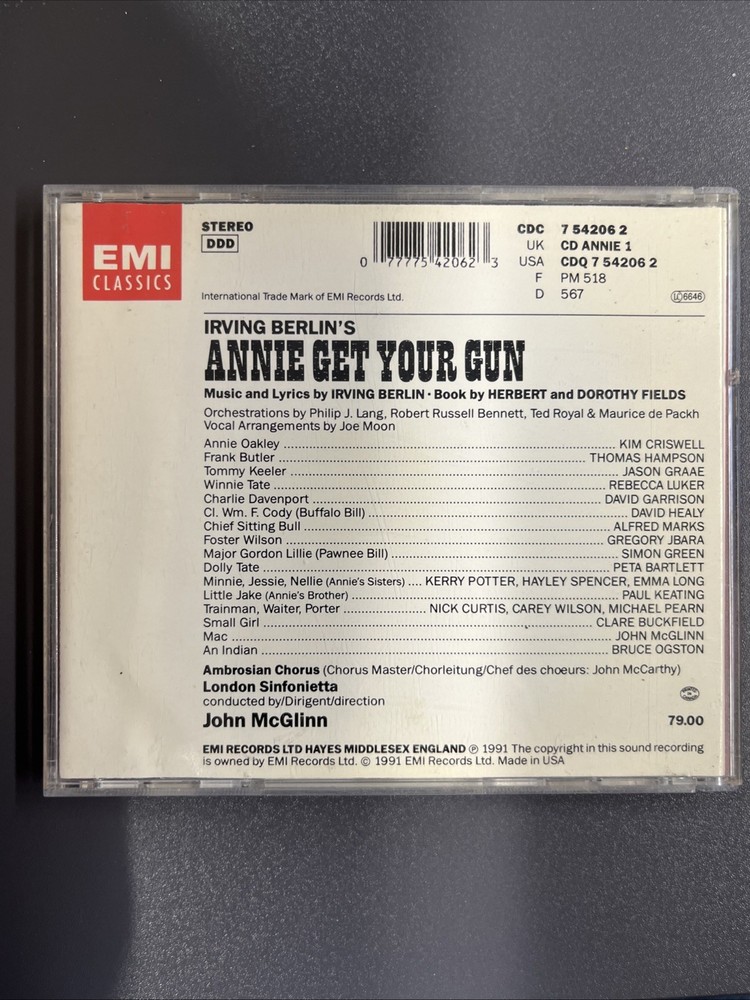 EMI
CLASSICS
STEREO
DDD
0 77775 42062 3
CDC 7 54206 2
UK CD ANNIE 1
USA CDQ 7 54206 2
F PM 518
D 567
LC 6646
International Trade Mark of EMI Records Ltd.
IRVING BERLIN'S
ANNIE GET YOUR GUN
Music and Lyrics by IRVING BERLIN · Book by HERBERT and DOROTHY FIELDS
Orchestrations by Philip J. Lang, Robert Russell Bennett, Ted Royal & Maurice de Packh
Vocal Arrangements by Joe Moon
Annie Oakley ... KIM CRISWELL
Frank Butler ... THOMAS HAMPSON
Tommy Keeler ... JASON GRAAE
Winnie Tate ... REBECCA LUKER
Charlie Davenport ... DAVID GARRISON
Cl. Wm. F. Cody (Buffalo Bill) ... DAVID HEALY
Chief Sitting Bull ... ALFRED MARKS
Foster Wilson ... GREGORY JBARA
Major Gordon Lillie (Pawnee Bill) ... SIMON GREEN
Dolly Tate ... PETA BARTLETT
Minnie, Jessie, Nellie (Annie's Sisters) .... KERRY POTTER, HAYLEY SPENCER, EMMA LONG
Little Jake (Annie's Brother) ... PAUL KEATING
Trainman, Waiter, Porter ... NICK CURTIS, CAREY WILSON, MICHAEL PEARN
Small Girl ... CLARE BUCKFIELD
Mac ... JOHN McGLINN
An Indian ... BRUCE OGSTON
Ambrosian Chorus (Chorus Master/Chorleitung/Chef des chœurs: John McCarthy)
London Sinfonietta
conducted by/Dirigent/direction
John McGlinn
79.00
EMI RECORDS LTD HAYES MIDDLESEX ENGLAND ℗ 1991 The copyright in this sound recording
is owned by EMI Records Ltd. © 1991 EMI Records Ltd. Made in USA